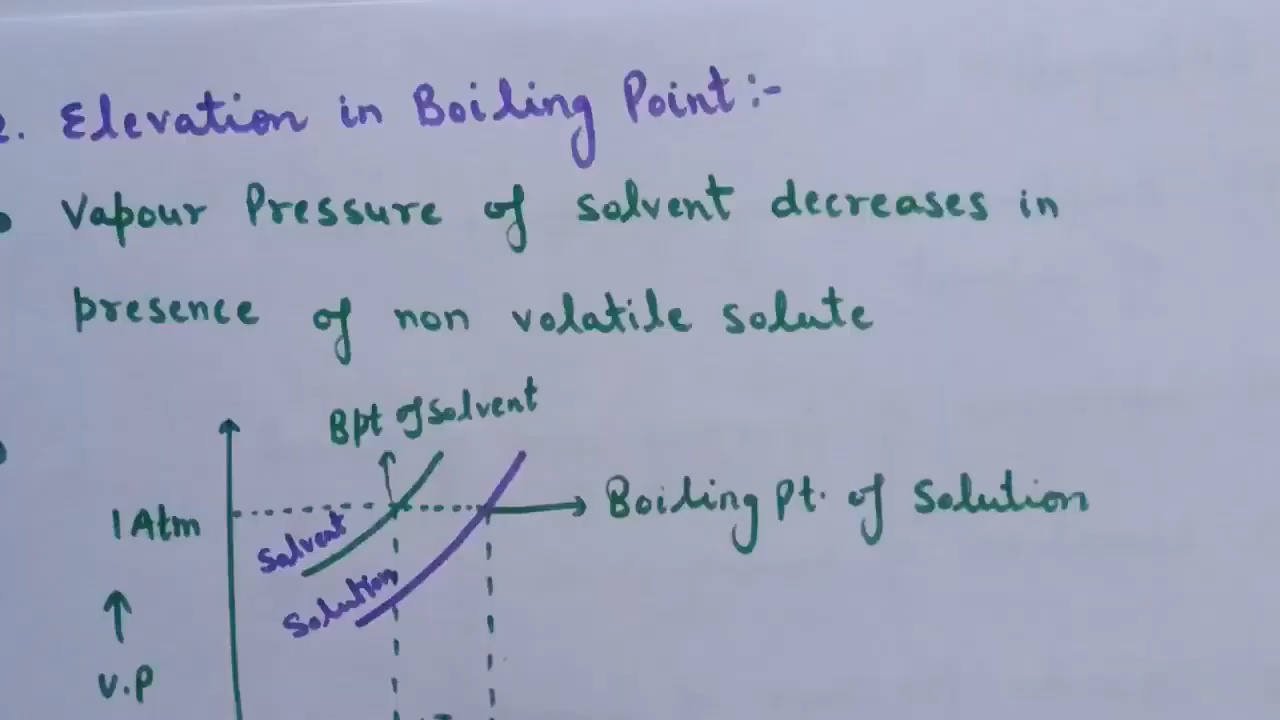 2. Elevation in Boiling Point:-
Vapour Pressure of solvent decreases in
presence of non volatile solute
Bpt of Solvent
1 Atm
Solvent
Boiling Pt. of Solution
Solution
V.P